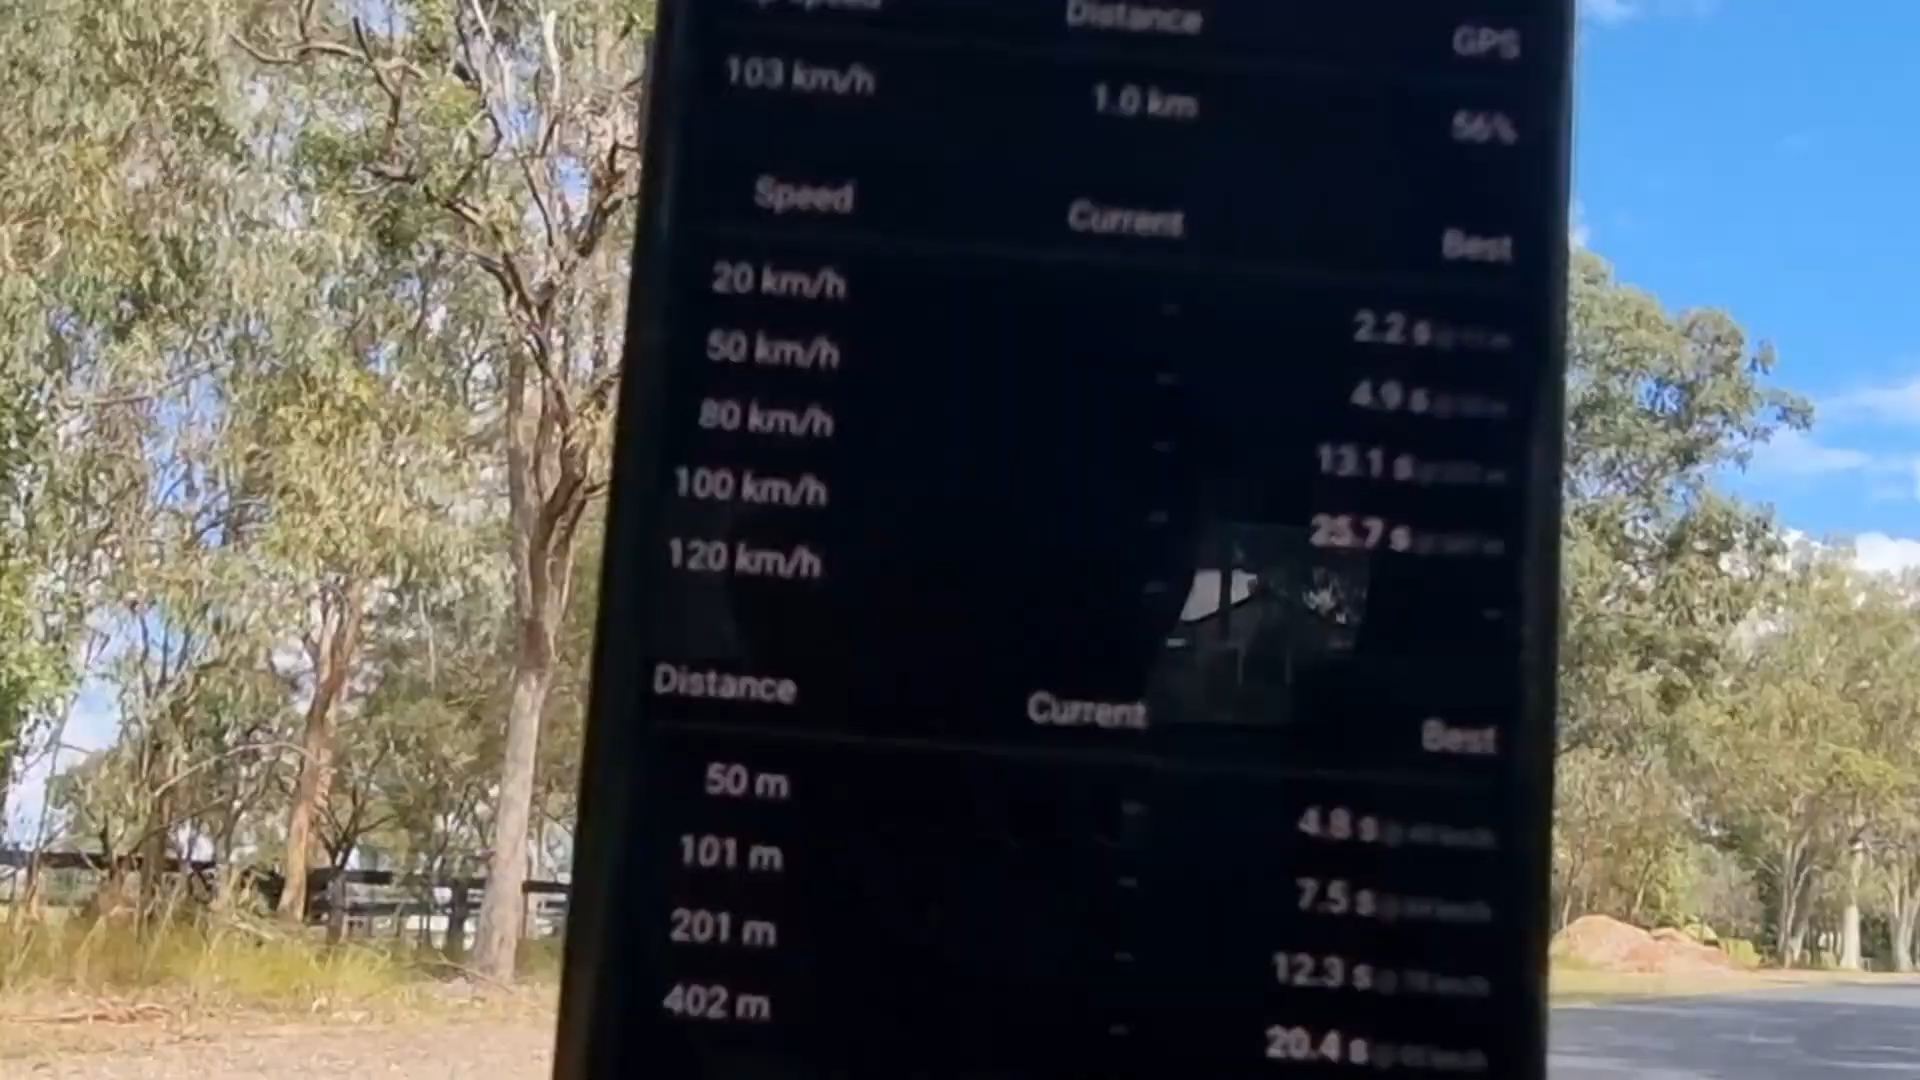 Speed Distance GPS
103 km/h 1.0 km 56%
Speed Current Best
20 km/h - 2.2 s
50 km/h - 4.9 s
80 km/h - 13.1 s
100 km/h - 25.7 s
120 km/h - -
Distance Current Best
50 m - 4.8 s
101 m - 7.5 s
201 m - 12.3 s
402 m - 20.4 s